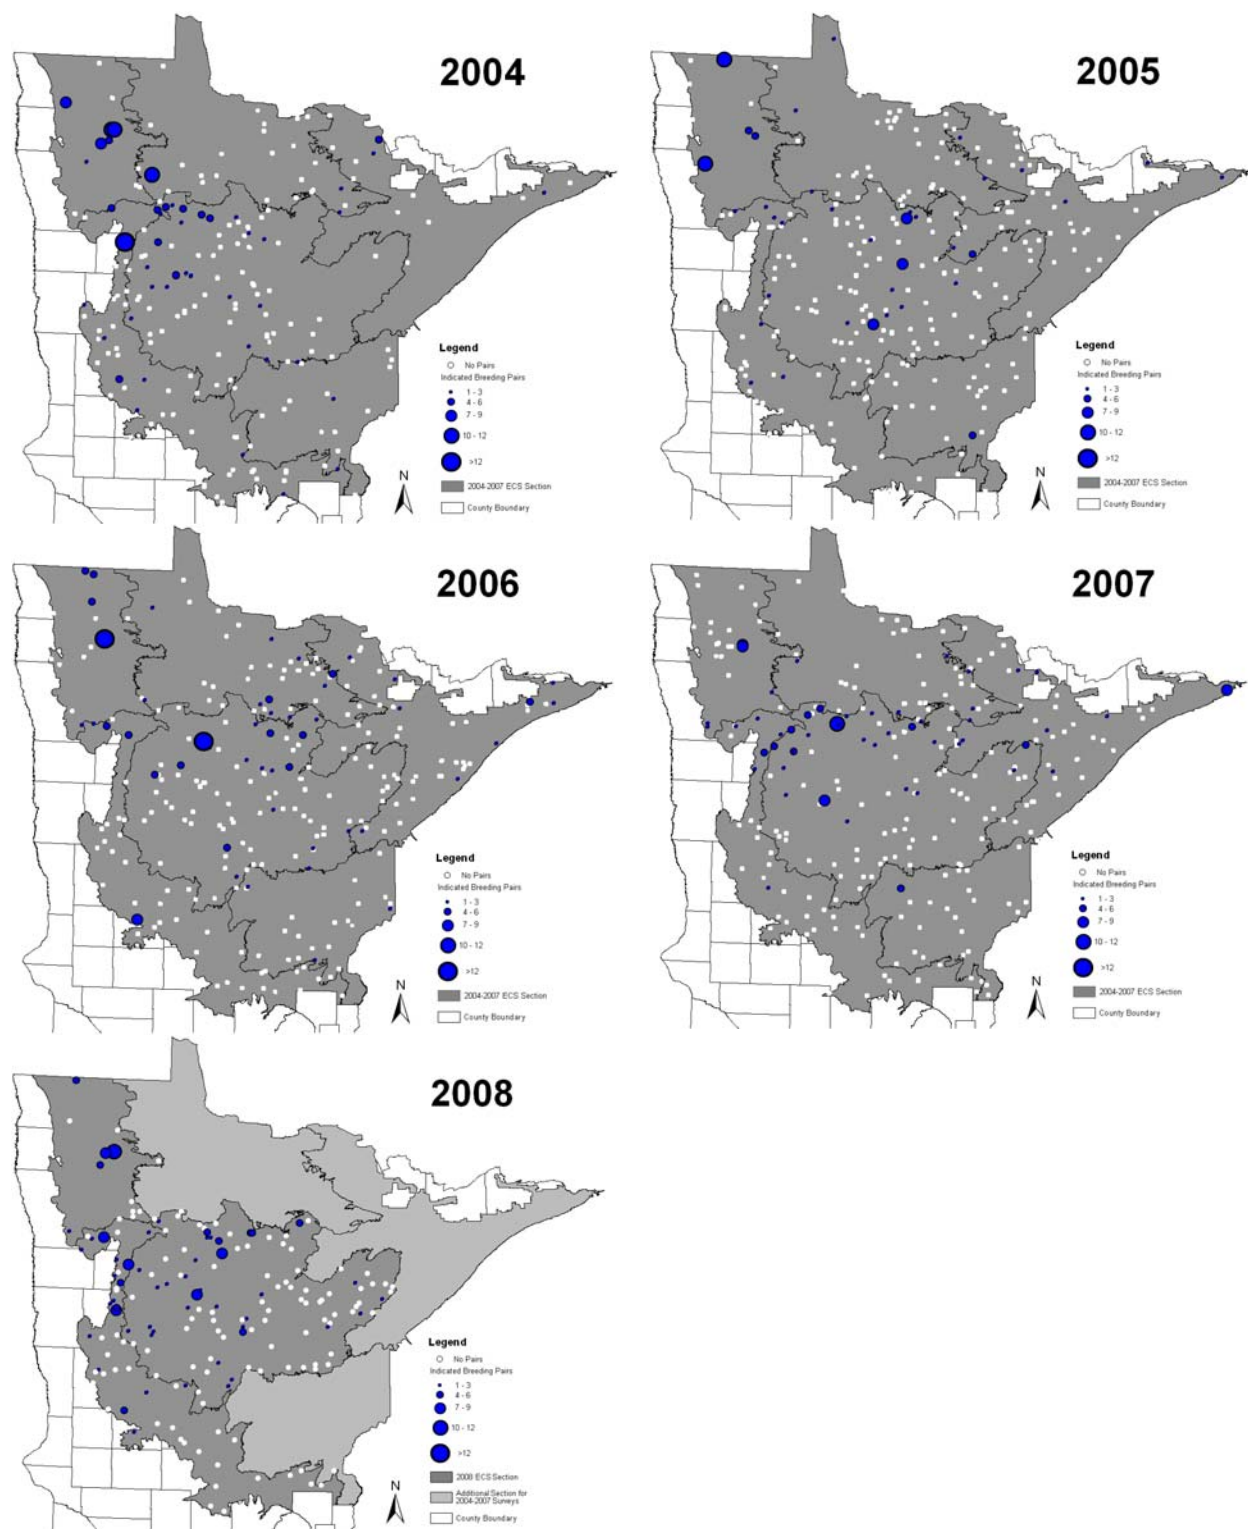 2004
Legend
No Pairs
Indicated Breeding Pairs
1 - 3
4 - 6
7 - 9
10 - 12
>12
2004-2007 ECS Section
County Boundary
N
2005
Legend
No Pairs
Indicated Breeding Pairs
1 - 3
4 - 6
7 - 9
10 - 12
>12
2004-2007 ECS Section
County Boundary
N
2006
Legend
No Pairs
Indicated Breeding Pairs
1 - 3
4 - 6
7 - 9
10 - 12
>12
2004-2007 ECS Section
County Boundary
N
2007
Legend
No Pairs
Indicated Breeding Pairs
1 - 3
4 - 6
7 - 9
10 - 12
>12
2004-2007 ECS Section
County Boundary
N
2008
Legend
No Pairs
Indicated Breeding Pairs
1 - 3
4 - 6
7 - 9
10 - 12
>12
2008 ECS Section
Additional Section for
2004-2007 Surveys
County Boundary
N